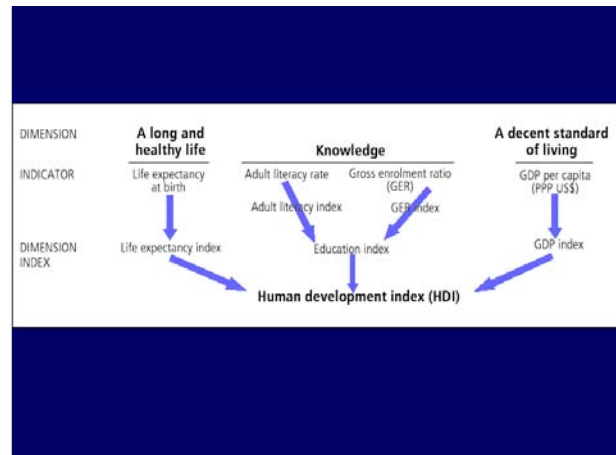 DIMENSION
A long and
healthy life
Knowledge
A decent standard
of living
INDICATOR
Life expectancy
at birth
Adult literacy rate
Gross enrolment ratio
(GER)
GDP per capita
(PPP US$)
Adult literacy index
GER index
DIMENSION
INDEX
Life expectancy index
Education index
GDP index
Human development index (HDI)